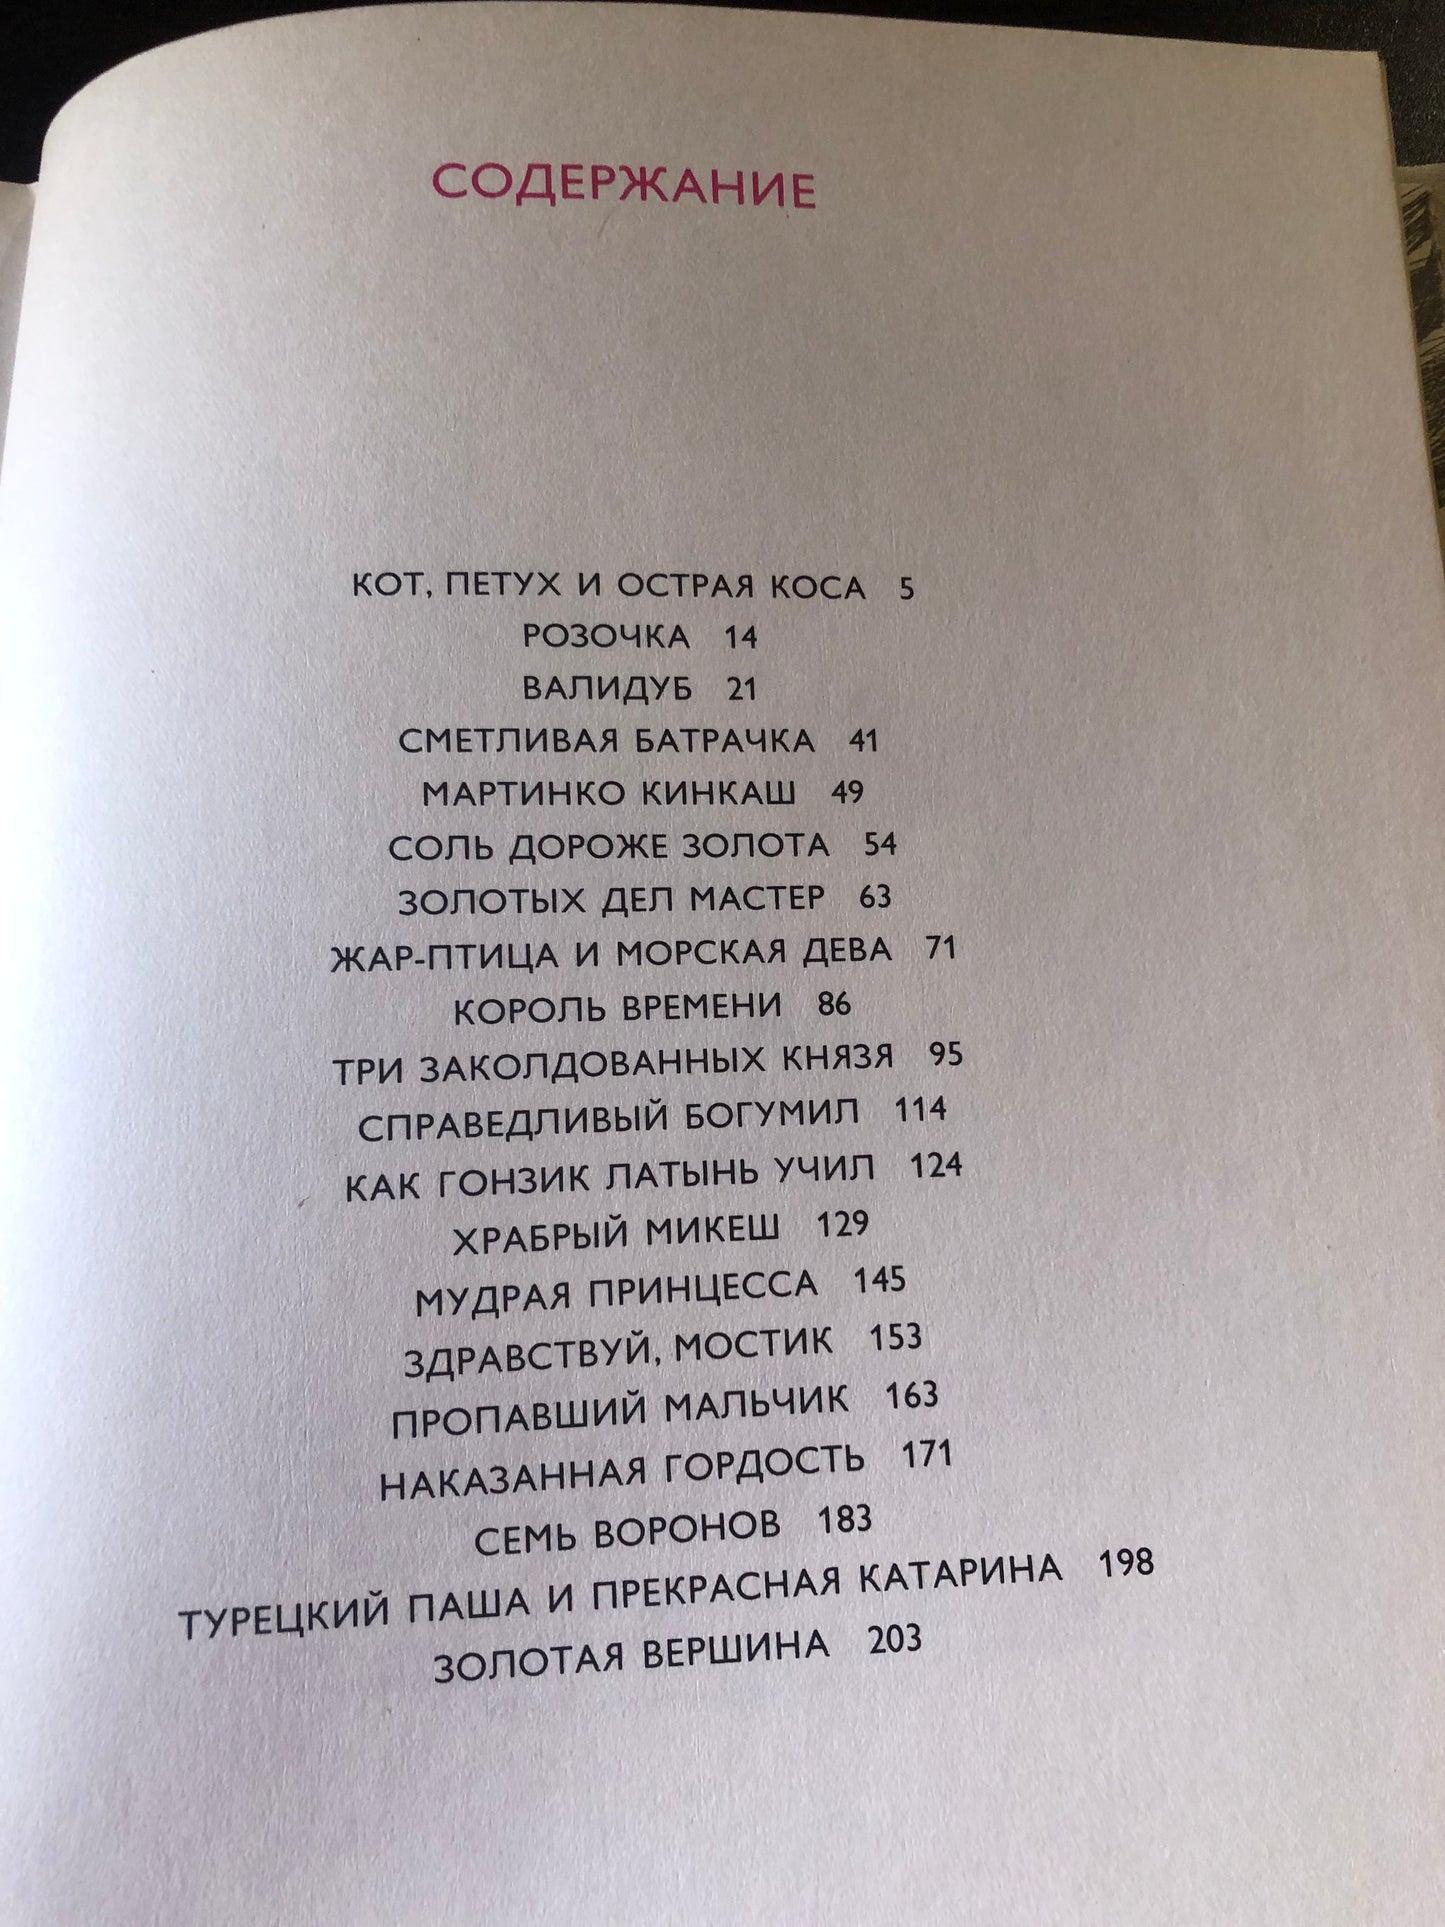 СОДЕРЖАНИЕ
КОТ, ПЕТУХ И ОСТРАЯ КОСА 5
РОЗОЧКА 14
ВАЛИДУБ 21
СМЕТЛИВАЯ БАТРАЧКА 41
МАРТИНКО КИНКАШ 49
СОЛЬ ДОРОЖЕ ЗОЛОТА 54
ЗОЛОТЫХ ДЕЛ МАСТЕР 63
ЖАР-ПТИЦА И МОРСКАЯ ДЕВА 71
КОРОЛЬ ВРЕМЕНИ 86
ТРИ ЗАКОЛДОВАННЫХ КНЯЗЯ 95
СПРАВЕДЛИВЫЙ БОГУМИЛ 114
КАК ГОНЗИК ЛАТЫНЬ УЧИЛ 124
ХРАБРЫЙ МИКЕШ 129
МУДРАЯ ПРИНЦЕССА 145
ЗДРАВСТВУЙ, МОСТИК 153
ПРОПАВШИЙ МАЛЬЧИК 163
НАКАЗАННАЯ ГОРДОСТЬ 171
СЕМЬ ВОРОНОВ 183
ТУРЕЦКИЙ ПАША И ПРЕКРАСНАЯ КАТАРИНА 198
ЗОЛОТАЯ ВЕРШИНА 203